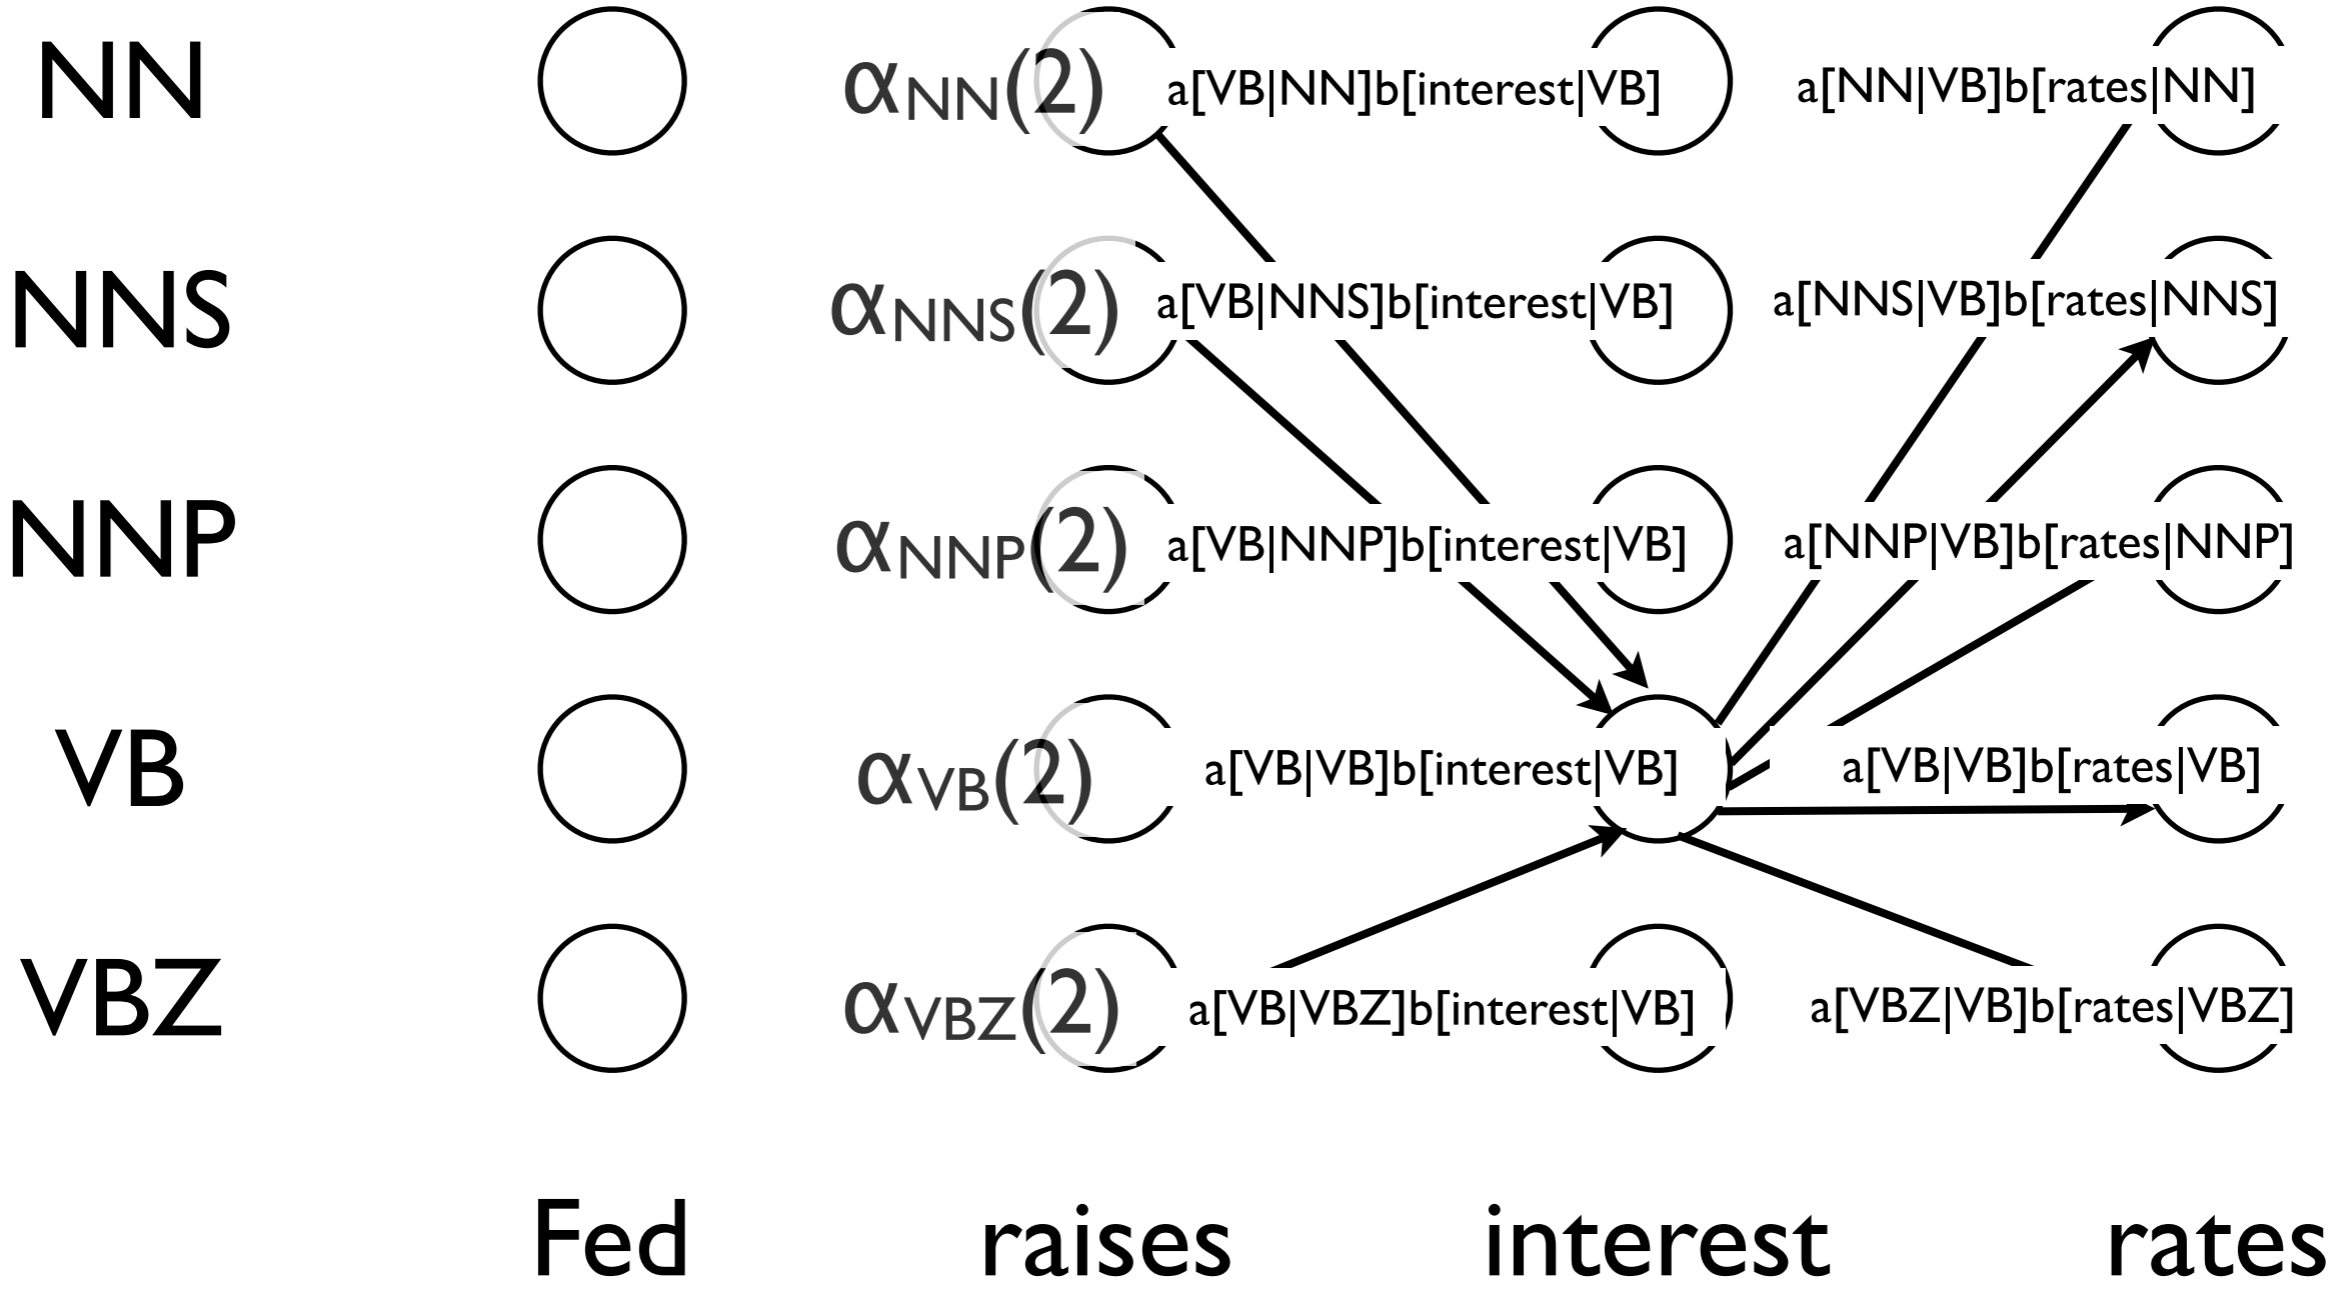 NN αNN(2) a[VB|NN]b[interest|VB] a[NN|VB]b[rates|NN]
NNS αNNS(2) a[VB|NNS]b[interest|VB] a[NNS|VB]b[rates|NNS]
NNP αNNP(2) a[VB|NNP]b[interest|VB] a[NNP|VB]b[rates|NNP]
VB αVB(2) a[VB|VB]b[interest|VB] a[VB|VB]b[rates|VB]
VBZ αVBZ(2) a[VB|VBZ]b[interest|VB] a[VBZ|VB]b[rates|VBZ]
Fed raises interest rates